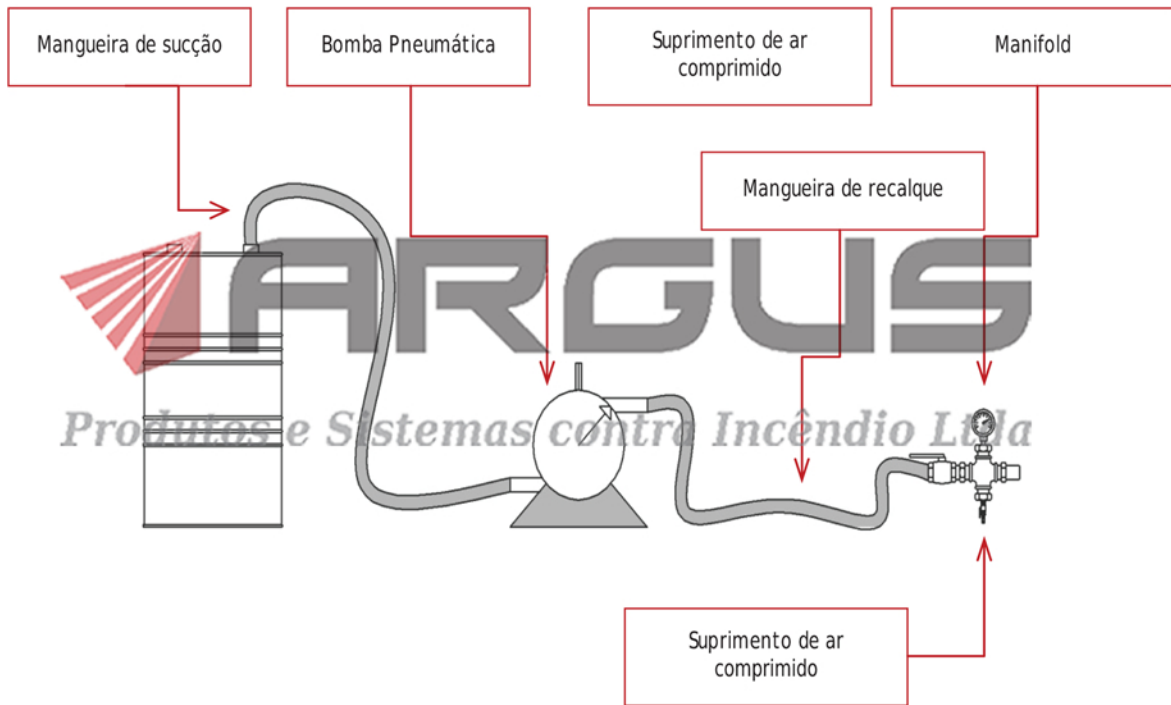 Mangueira de sucção
Bomba Pneumática
Suprimento de ar
comprimido
Manifold
Mangueira de recalque
ARGUS
Produtos e Sistemas contra Incêndio Ltda
Suprimento de ar
comprimido